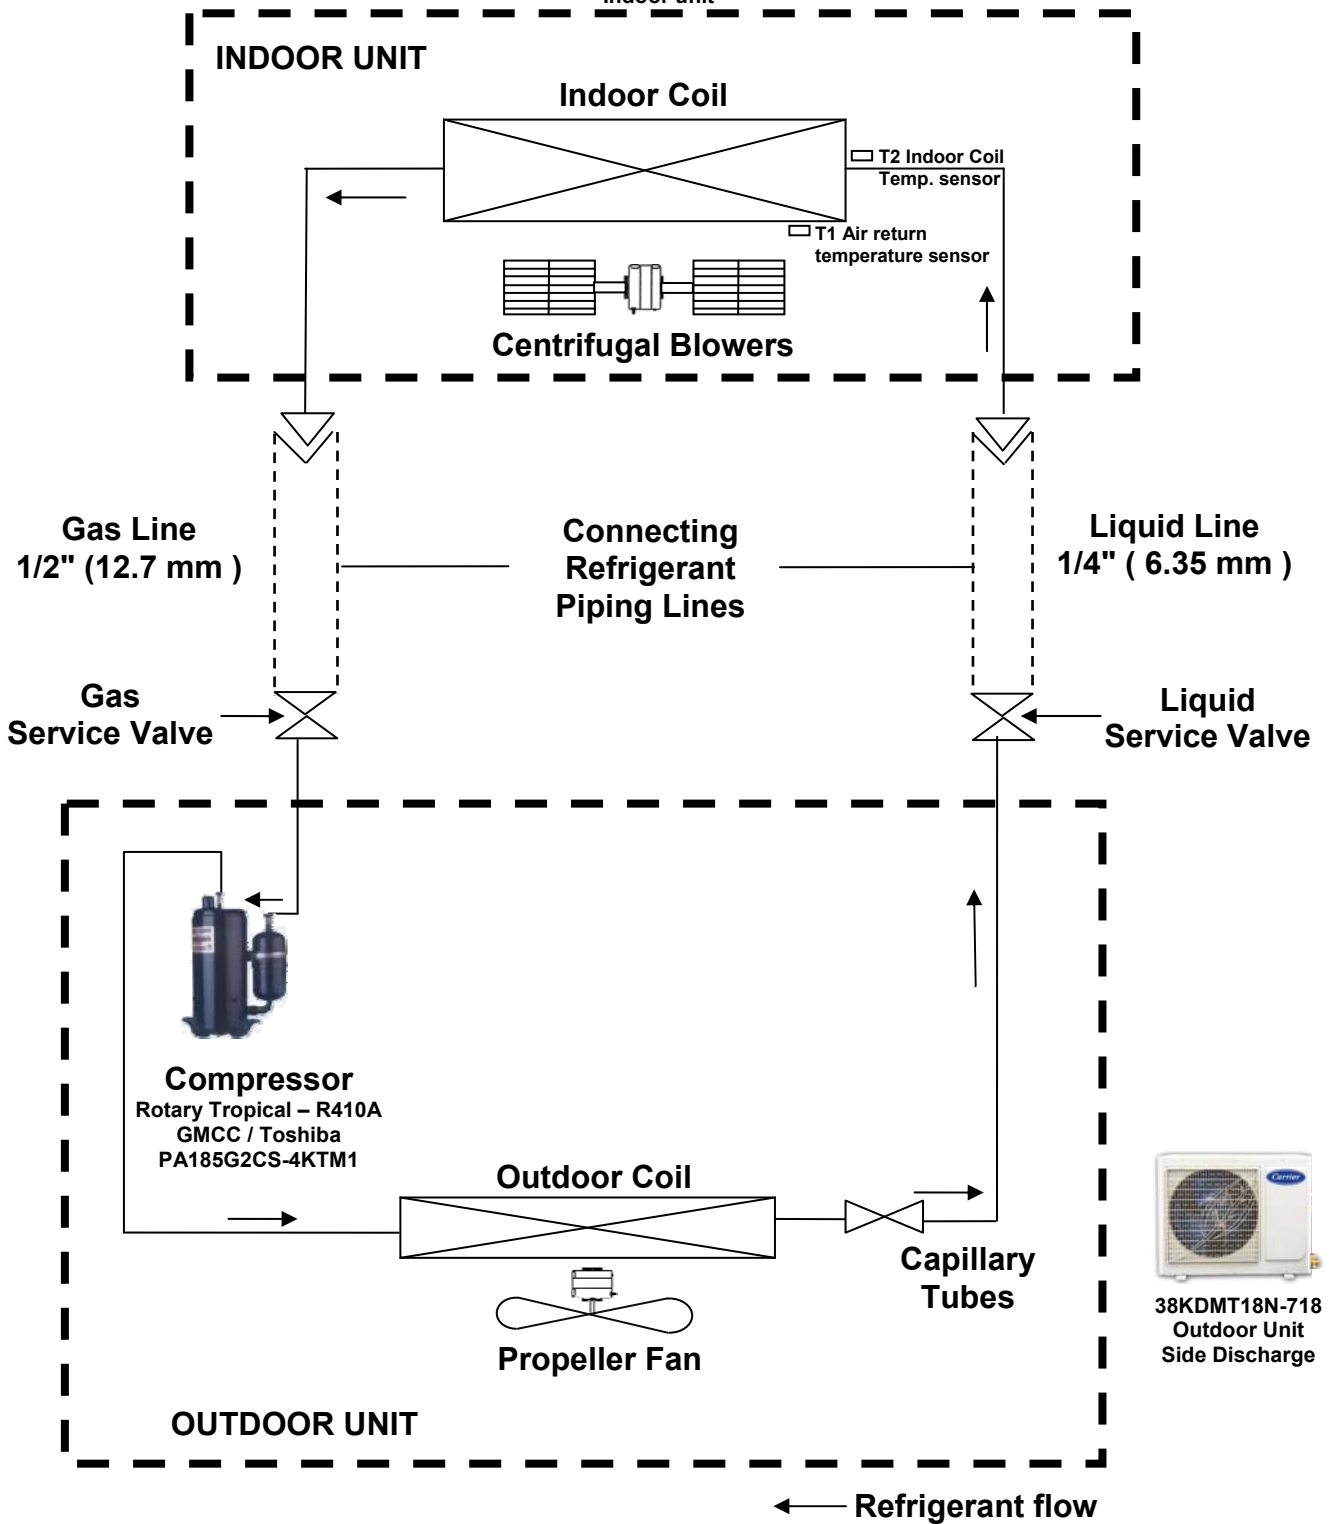 Indoor unit
INDOOR UNIT
Indoor Coil
T2 Indoor Coil
Temp. sensor
T1 Air return
temperature sensor
Centrifugal Blowers
Gas Line
1/2" (12.7 mm )
Connecting
Refrigerant
Piping Lines
Liquid Line
1/4" ( 6.35 mm )
Gas
Service Valve
Liquid
Service Valve
Compressor
Rotary Tropical – R410A
GMCC / Toshiba
PA185G2CS-4KTM1
Outdoor Coil
Capillary
Tubes
Propeller Fan
Carrier
38KDMT18N-718
Outdoor Unit
Side Discharge
OUTDOOR UNIT
Refrigerant flow